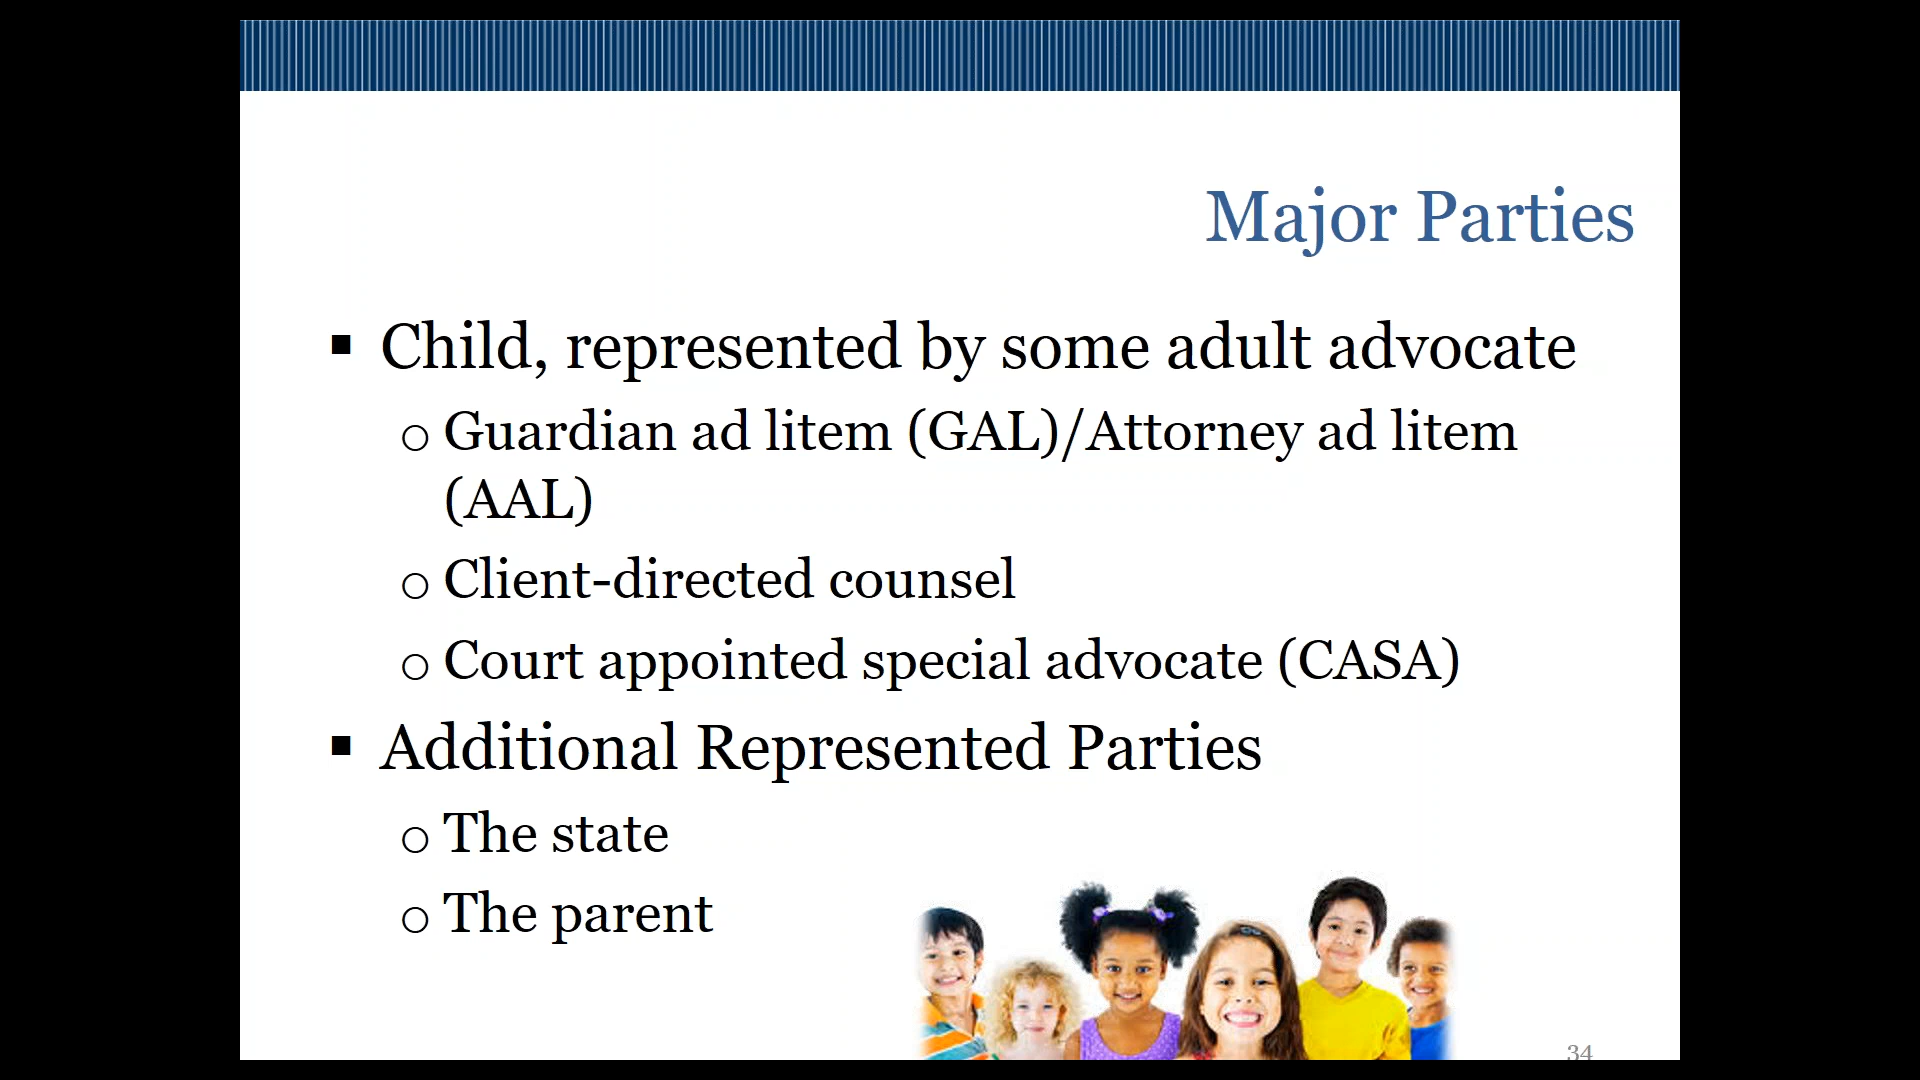 Major Parties
▪ Child, represented by some adult advocate
o Guardian ad litem (GAL)/Attorney ad litem
(AAL)
o Client-directed counsel
o Court appointed special advocate (CASA)
▪ Additional Represented Parties
o The state
o The parent
34